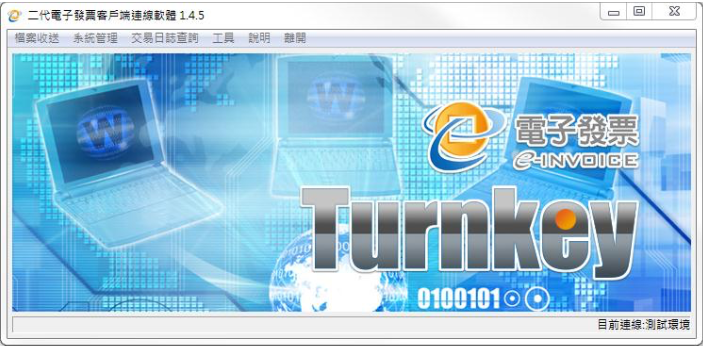 二代電子發票客戶端連線軟體 1.4.5
檔案收送 系統管理 交易日誌查詢 工具 說明 離開
W W
電子發票
E-INVOICE
Turnkey
0100101
目前連線:測試環境